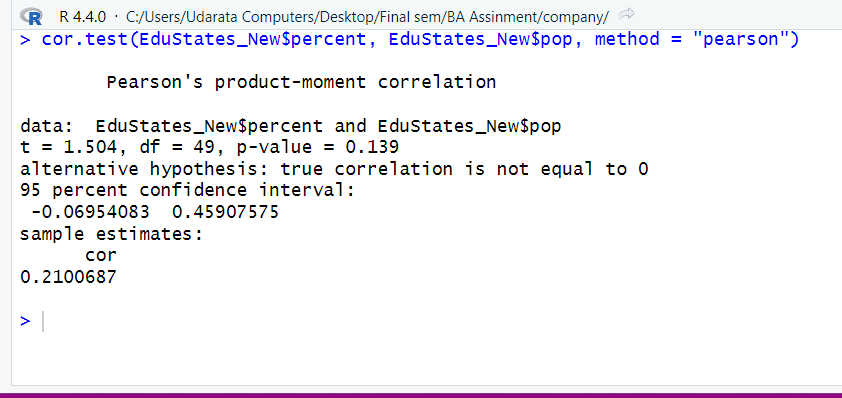 R R 4.4.0 · C:/Users/Udarata Computers/Desktop/Final sem/BA Assinment/company/
> cor.test(EduStates_New$percent, EduStates_New$pop, method = "pearson")
Pearson's product-moment correlation
data:  EduStates_New$percent and EduStates_New$pop
t = 1.504, df = 49, p-value = 0.139
alternative hypothesis: true correlation is not equal to 0
95 percent confidence interval:
 -0.06954083  0.45907575
sample estimates:
      cor
0.2100687
>